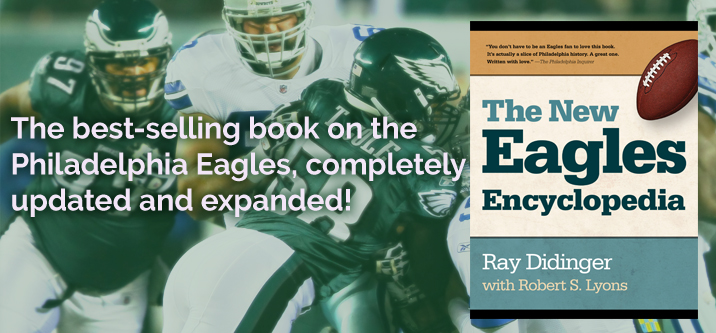 The best-selling book on the
Philadelphia Eagles, completely
updated and expanded!
"You don't have to be an Eagles fan to love this book.
It's actually a slice of Philadelphia history. A great one.
Written with love." —The Philadelphia Inquirer
The New
Eagles
Encyclopedia
Ray Didinger
with Robert S. Lyons
97